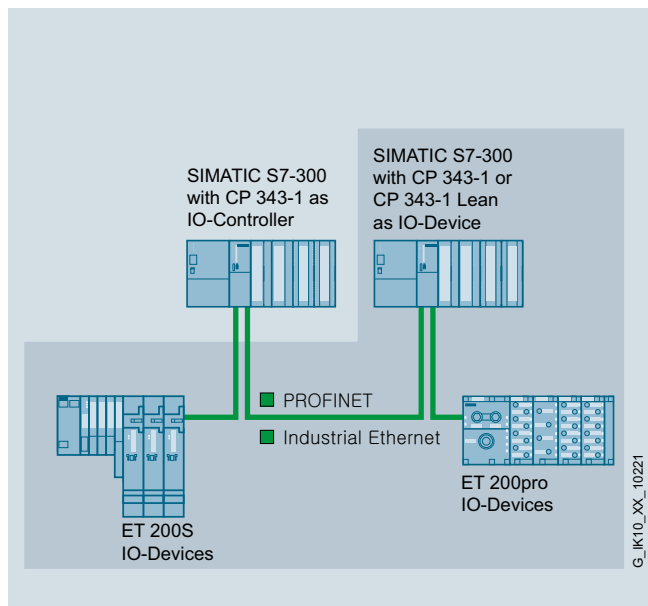 SIMATIC S7-300
with CP 343-1 as
IO-Controller
SIMATIC S7-300
with CP 343-1 or
CP 343-1 Lean
as IO-Device
PROFINET
Industrial Ethernet
ET 200S
IO-Devices
ET 200pro
IO-Devices
G_IK10_XX_10221